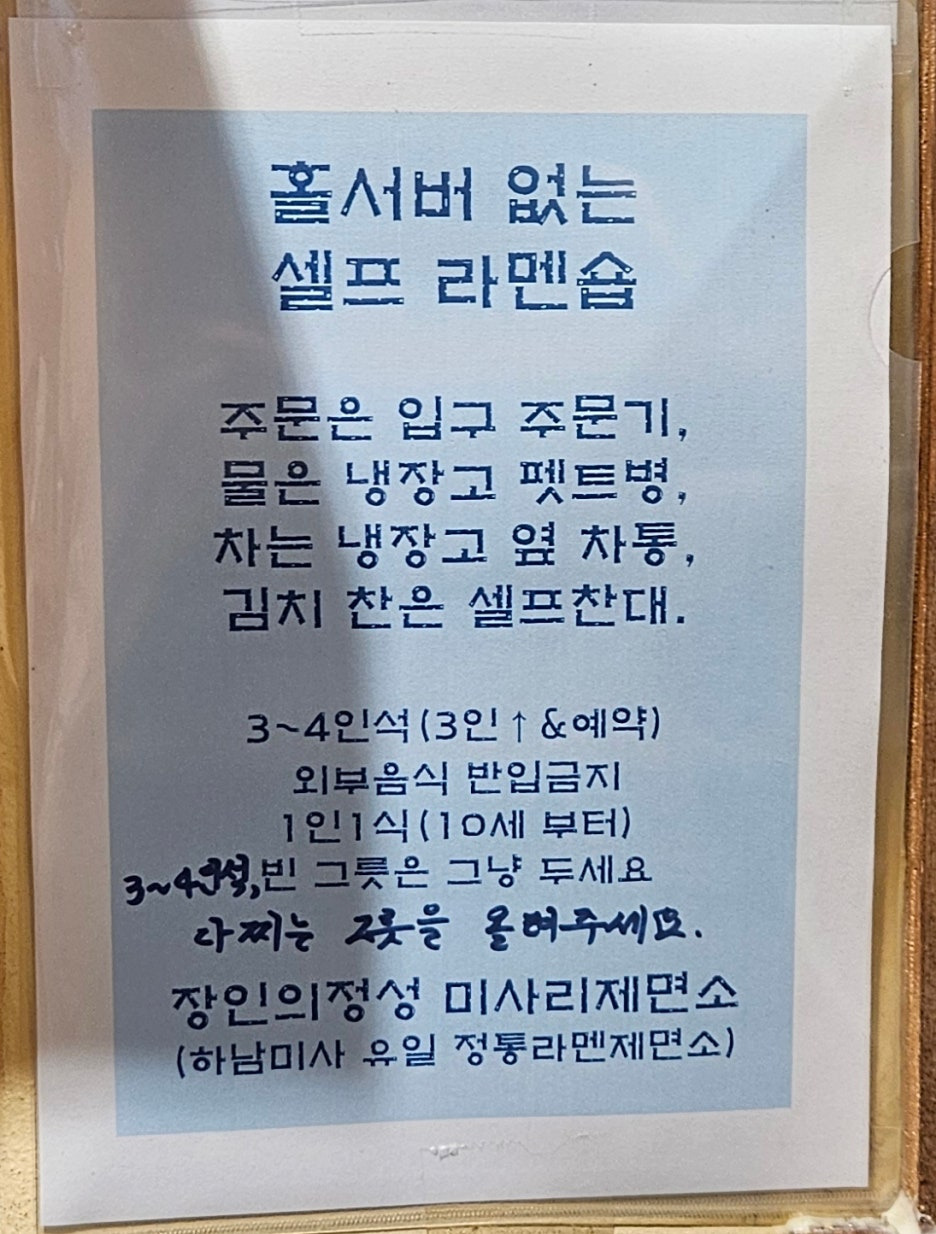 홀서버 없는
셀프 라멘숍
주문은 입구 주문기,
물은 냉장고 펫트병,
차는 냉장고 옆 차통,
김치 찬은 셀프찬대.
3~4인석(3인↑&예약)
외부음식 반입금지
1인1식(10세 부터)
3~4인석, 빈 그릇은 그냥 두세요
다찌는 그릇을 올려주세요.
장인의정성 미사리제면소
(하남미사 유일 정통라멘제면소)